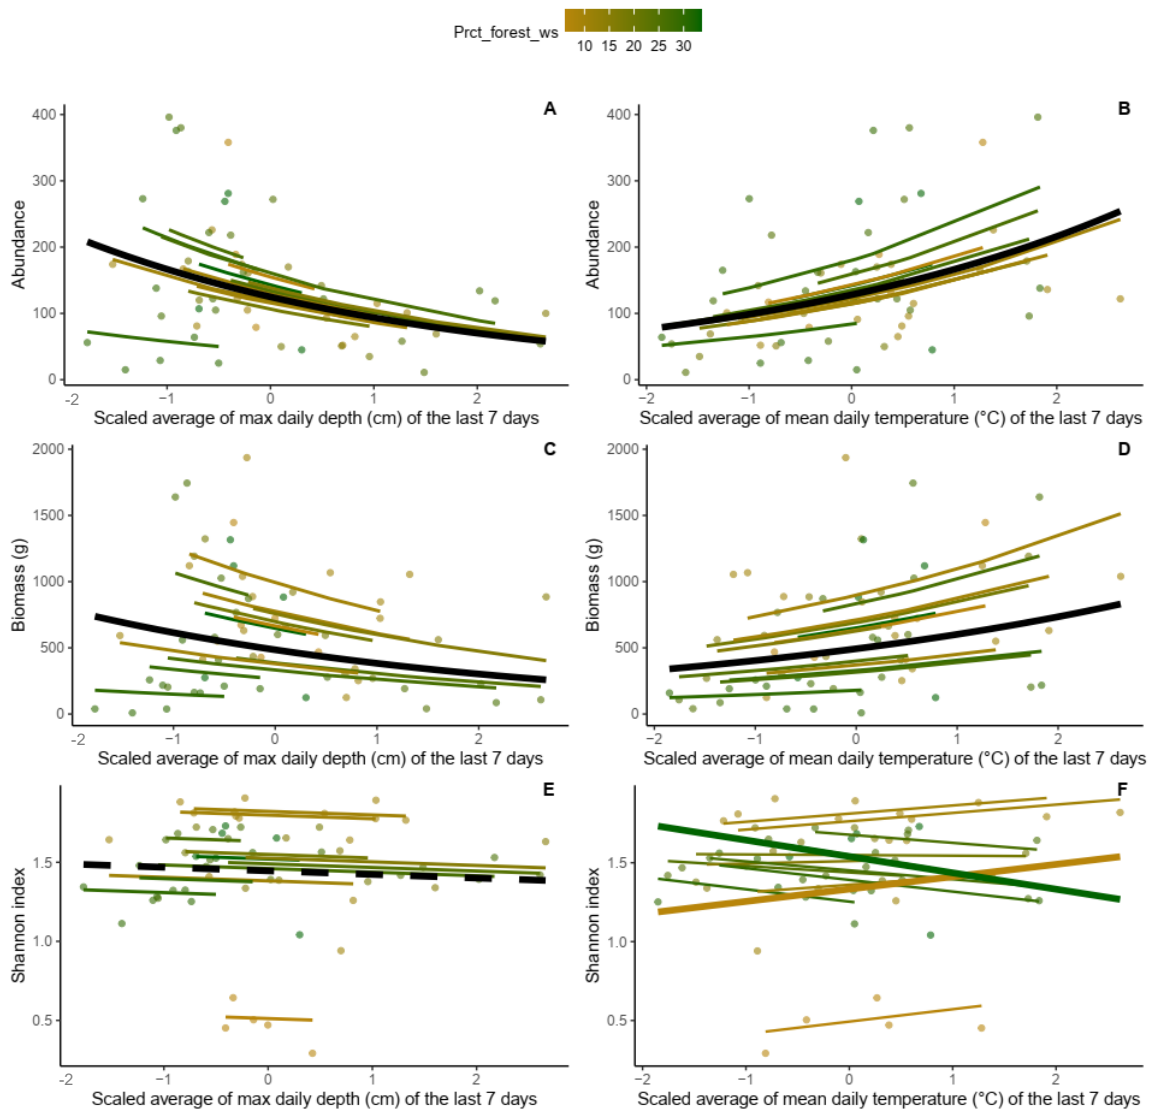 Prct_forest_ws
10 15 20 25 30
A
400
300
200
100
0
Abundance
-2 −1 0 1 2
Scaled average of max daily depth (cm) of the last 7 days
B
400
300
200
100
0
Abundance
−2 −1 0 1 2
Scaled average of mean daily temperature (°C) of the last 7 days
C
2000
1500
1000
500
0
Biomass (g)
-2 −1 0 1 2
Scaled average of max daily depth (cm) of the last 7 days
D
2000
1500
1000
500
0
Biomass (g)
−2 −1 0 1 2
Scaled average of mean daily temperature (°C) of the last 7 days
E
1.5
1.0
0.5
Shannon index
-2 −1 0 1 2
Scaled average of max daily depth (cm) of the last 7 days
F
1.5
1.0
0.5
Shannon index
−2 −1 0 1 2
Scaled average of mean daily temperature (°C) of the last 7 days